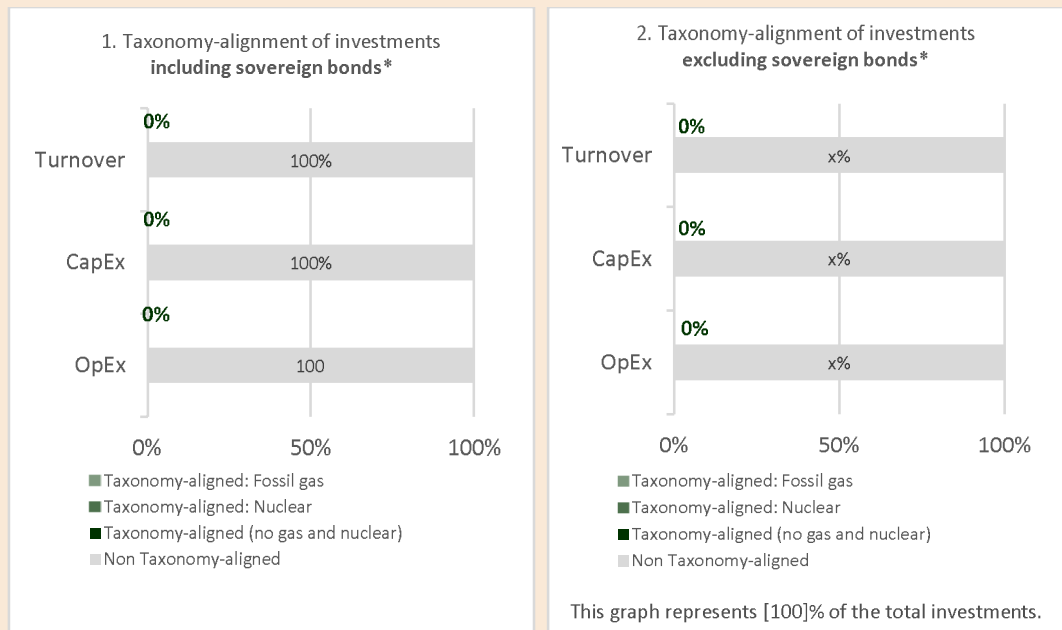 1. Taxonomy-alignment of investments
including sovereign bonds*
0%
Turnover
100%
0%
CapEx
100%
0%
OpEx
100
0% 50% 100%
Taxonomy-aligned: Fossil gas
Taxonomy-aligned: Nuclear
Taxonomy-aligned (no gas and nuclear)
Non Taxonomy-aligned
2. Taxonomy-alignment of investments
excluding sovereign bonds*
0%
Turnover
x%
0%
CapEx
x%
0%
OpEx
x%
0% 50% 100%
Taxonomy-aligned: Fossil gas
Taxonomy-aligned: Nuclear
Taxonomy-aligned (no gas and nuclear)
Non Taxonomy-aligned
This graph represents [100]% of the total investments.